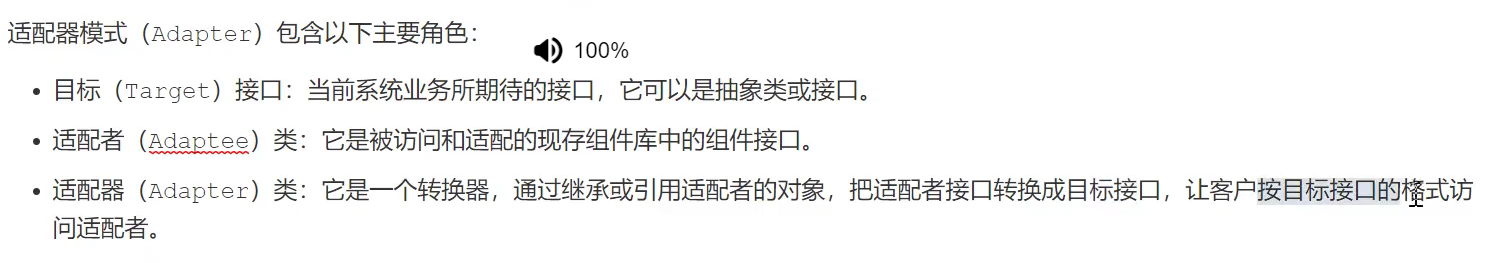 适配器模式（Adapter）包含以下主要角色：
100%
• 目标（Target）接口：当前系统业务所期待的接口，它可以是抽象类或接口。
• 适配者（Adaptee）类：它是被访问和适配的现存组件库中的组件接口。
• 适配器（Adapter）类：它是一个转换器，通过继承或引用适配者的对象，把适配者接口转换成目标接口，让客户按目标接口的格式访
问适配者。